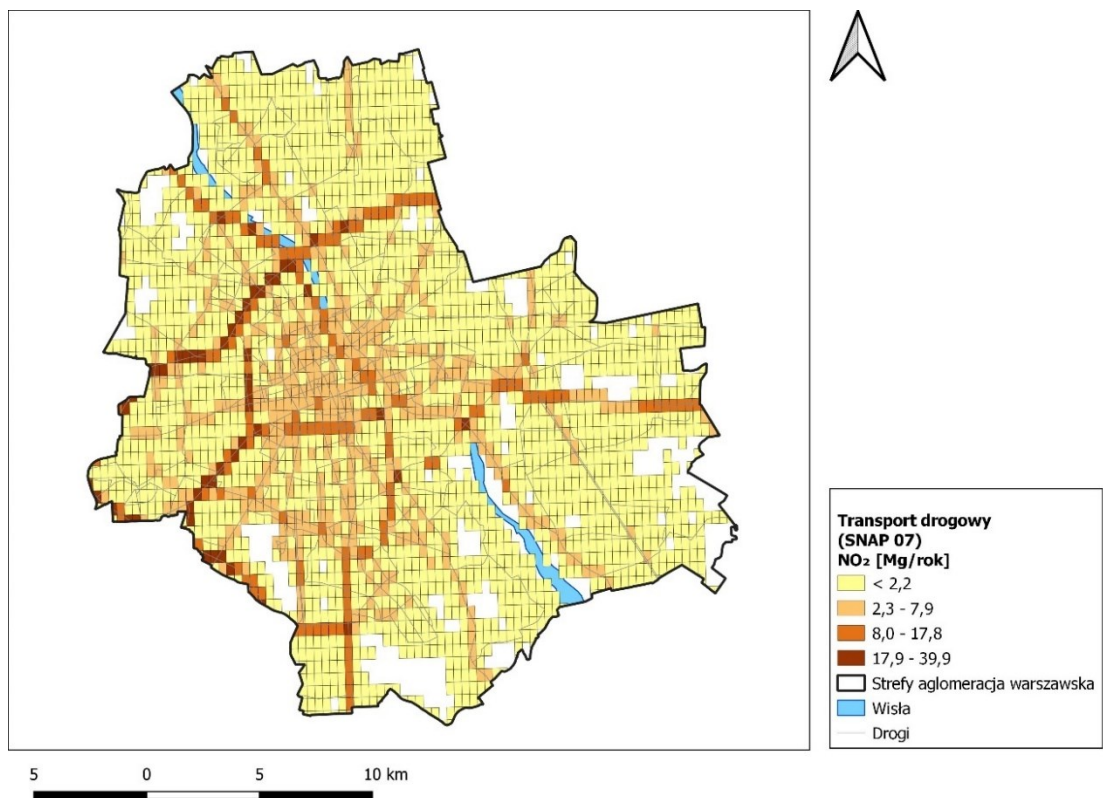 Transport drogowy
(SNAP 07)
NO₂ [Mg/rok]
< 2,2
2,3 - 7,9
8,0 - 17,8
17,9 - 39,9
Strefy aglomeracja warszawska
Wisła
Drogi
5 0 5 10 km